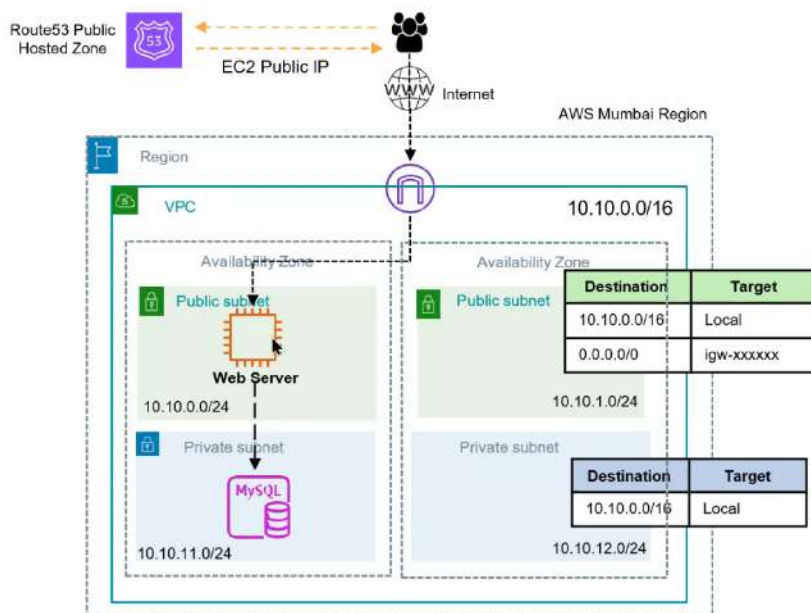 Route53 Public
Hosted Zone
53
EC2 Public IP
WWW
Internet
AWS Mumbai Region
Region
VPC
10.10.0.0/16
Availability Zone
Availability Zone
Public subnet
Web Server
10.10.0.0/24
Public subnet
10.10.1.0/24
Destination Target
10.10.0.0/16 Local
0.0.0.0/0 igw-xxxxxx
Private subnet
MySQL
10.10.11.0/24
Private subnet
10.10.12.0/24
Destination Target
10.10.0.0/16 Local